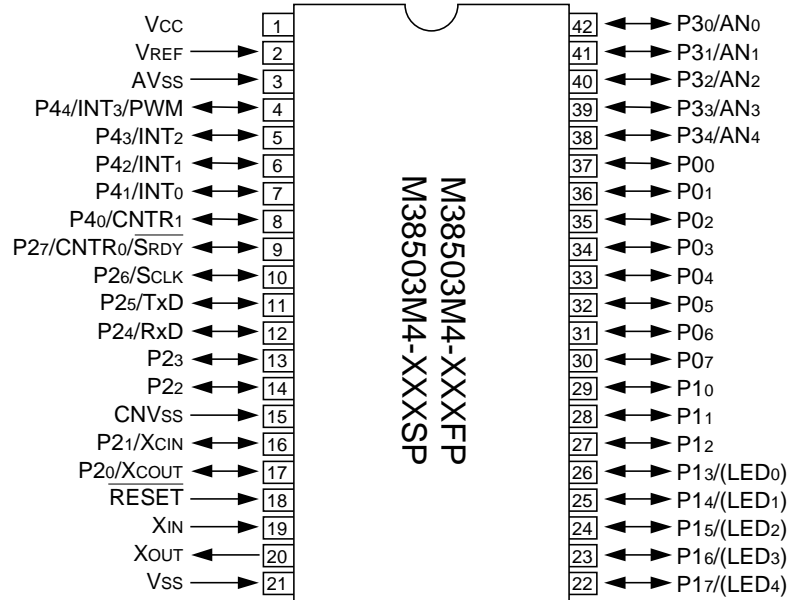 VCC 1 42 P30/AN0
VREF 2 41 P31/AN1
AVSS 3 40 P32/AN2
P44/INT3/PWM 4 39 P33/AN3
P43/INT2 5 38 P34/AN4
P42/INT1 6 37 P00
P41/INT0 7 36 P01
P40/CNTR1 8 35 P02
P27/CNTR0/SRDY 9 34 P03
P26/SCLK 10 33 P04
P25/TxD 11 32 P05
P24/RxD 12 31 P06
P23 13 30 P07
P22 14 29 P10
CNVSS 15 28 P11
P21/XCIN 16 27 P12
P20/XCOUT 17 26 P13/(LED0)
RESET 18 25 P14/(LED1)
XIN 19 24 P15/(LED2)
XOUT 20 23 P16/(LED3)
VSS 21 22 P17/(LED4)
M38503M4-XXXFP
M38503M4-XXXSP